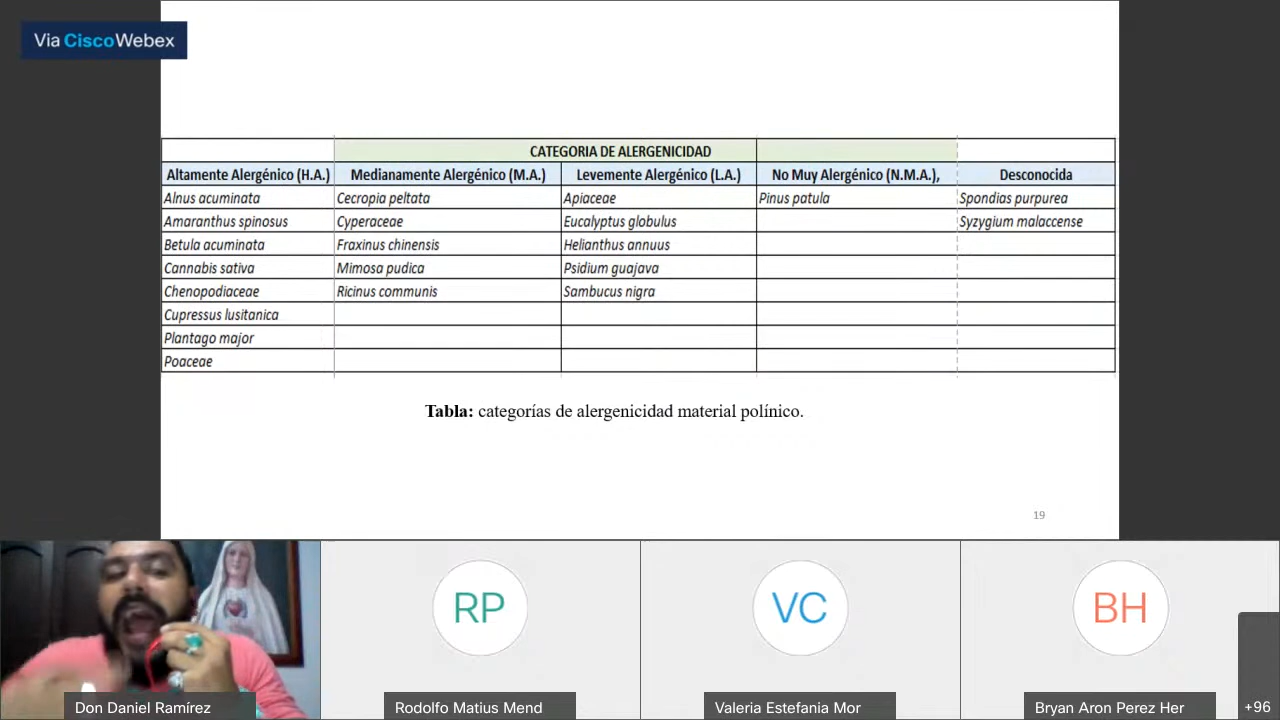 Via Cisco Webex
CATEGORIA DE ALERGENICIDAD
Altamente Alergénico (H.A.) Medianamente Alergénico (M.A.) Levemente Alergénico (L.A.) No Muy Alergénico (N.M.A.), Desconocida
Alnus acuminata Cecropia peltata Apiaceae Pinus patula Spondias purpurea
Amaranthus spinosus Cyperaceae Eucalyptus globulus Syzygium malaccense
Betula acuminata Fraxinus chinensis Helianthus annuus
Cannabis sativa Mimosa pudica Psidium guajava
Chenopodiaceae Ricinus communis Sambucus nigra
Cupressus lusitanica
Plantago major
Poaceae
Tabla: categorías de alergenicidad material polínico.
19
RP VC BH
Don Daniel Ramírez Rodolfo Matius Mend Valeria Estefania Mor Bryan Aron Perez Her +96